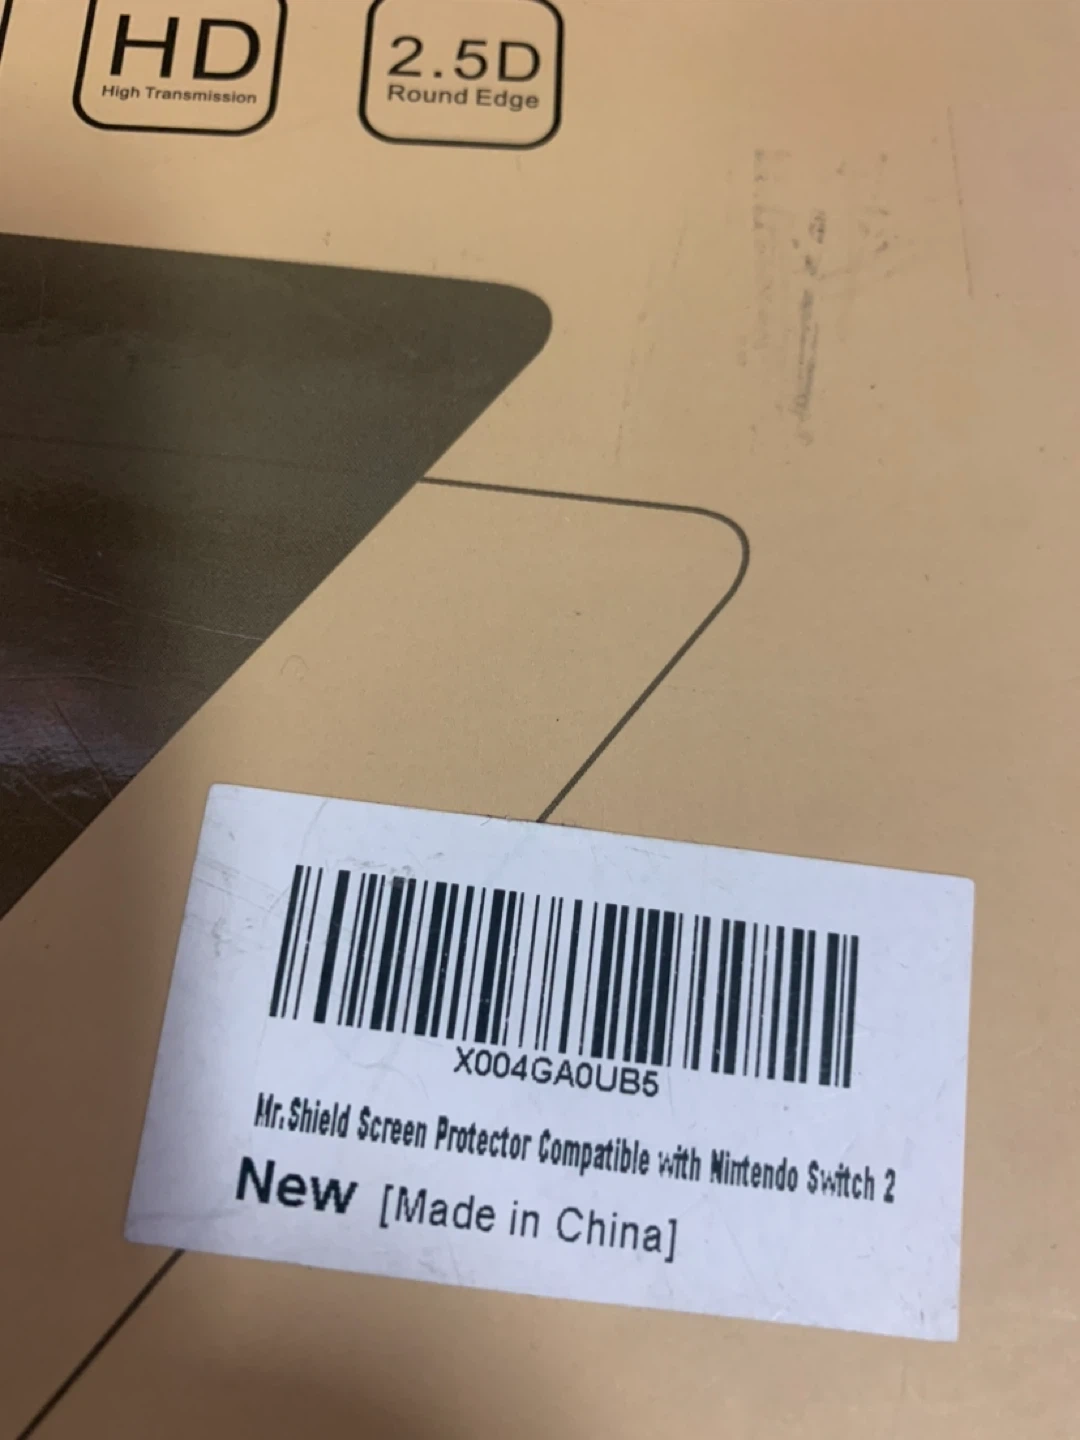 HD
High Transmission
2.5D
Round Edge
X004GA0UB5
Mr.Shield Screen Protector Compatible with Nintendo Switch 2
New [Made in China]